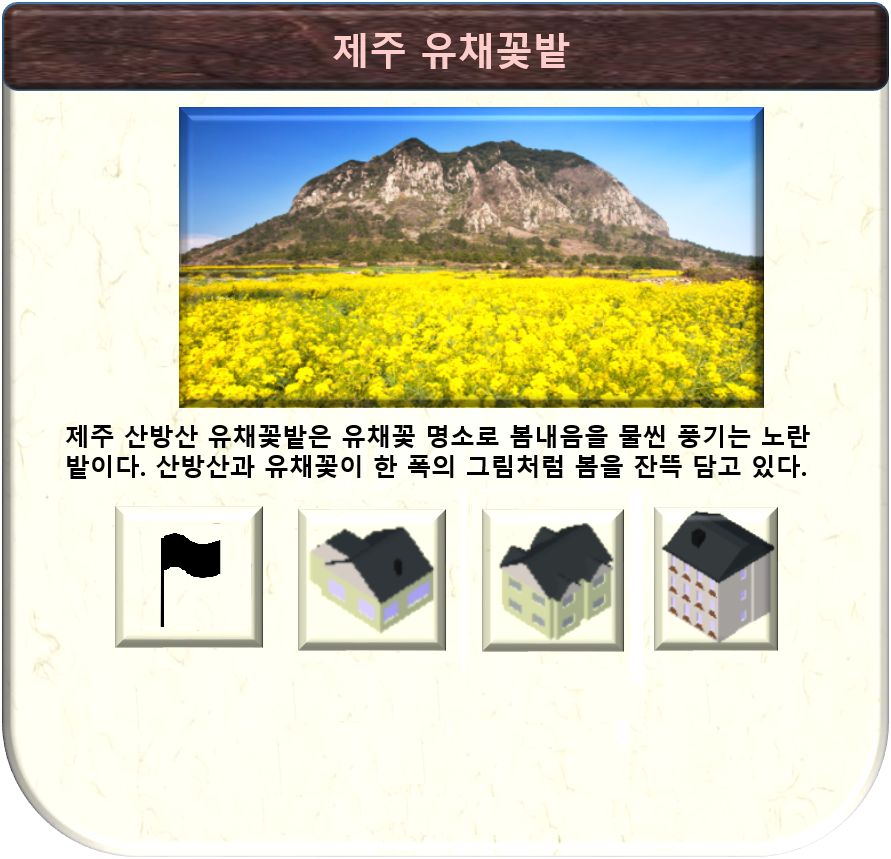 제주 유채꽃밭
제주 산방산 유채꽃밭은 유채꽃 명소로 봄내음을 물씬 풍기는 노란
밭이다. 산방산과 유채꽃이 한 폭의 그림처럼 봄을 잔뜩 담고 있다.